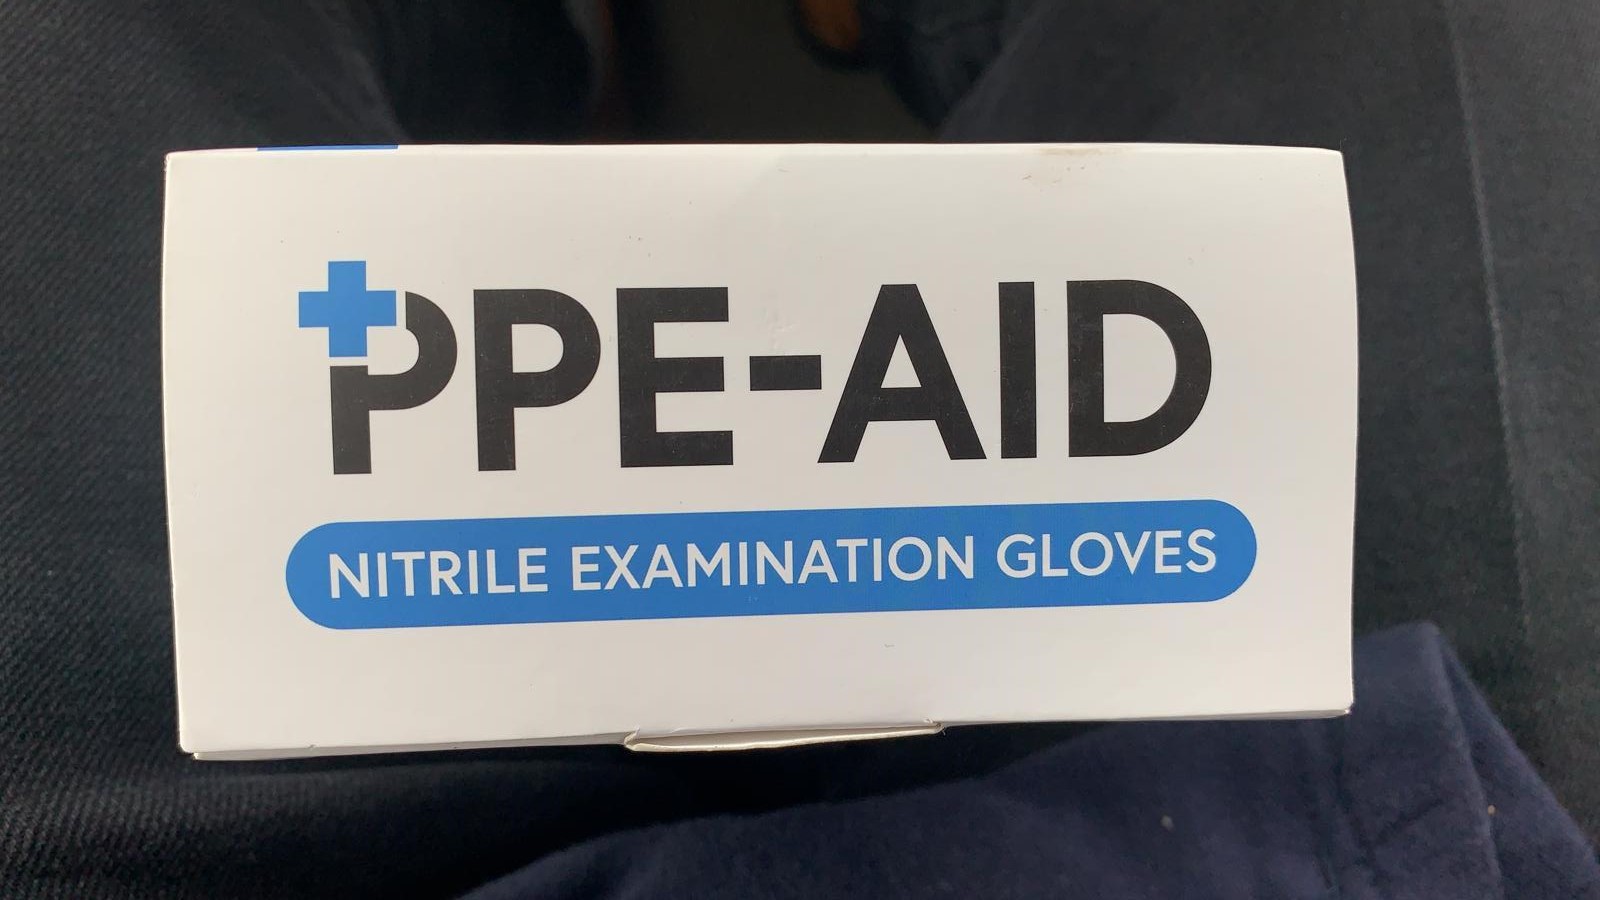 PPE-AID
NITRILE EXAMINATION GLOVES